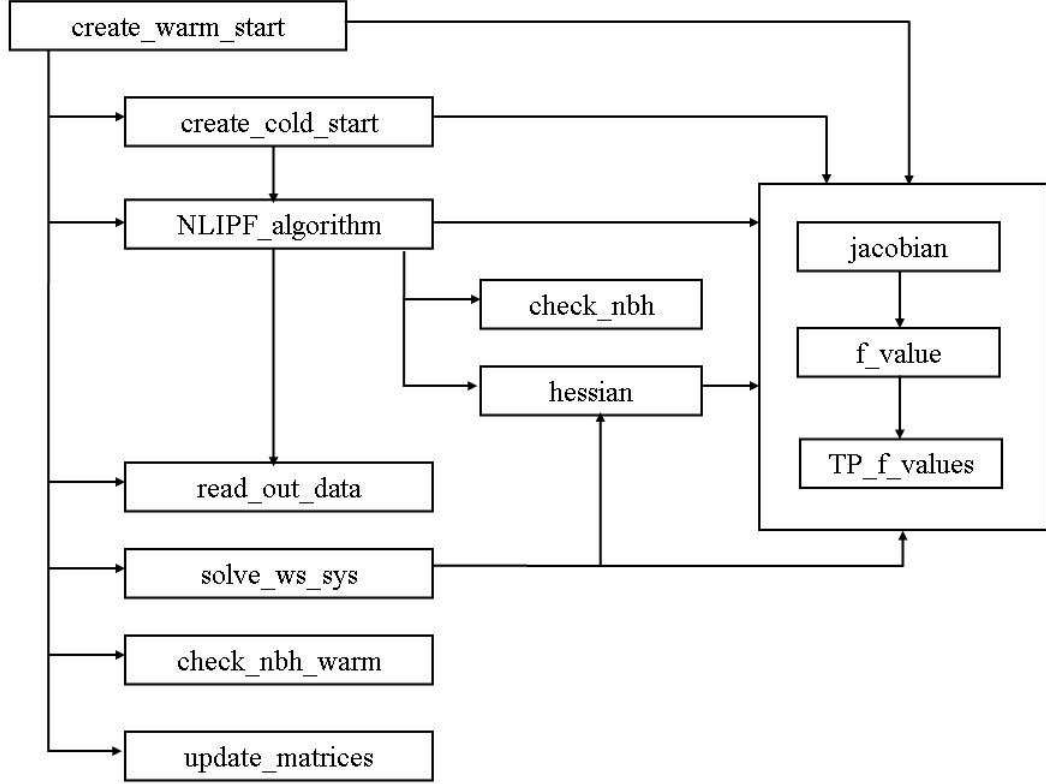 create_warm_start
create_cold_start
NLIPF_algorithm
jacobian
check_nbh
f_value
hessian
TP_f_values
read_out_data
solve_ws_sys
check_nbh_warm
update_matrices